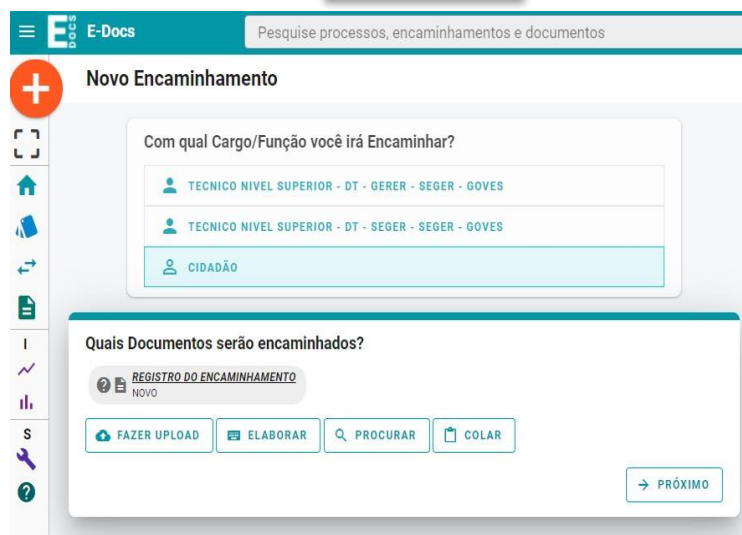 E DOCS
E-Docs
Pesquise processos, encaminhamentos e documentos
Novo Encaminhamento
Com qual Cargo/Função você irá Encaminhar?
TECNICO NIVEL SUPERIOR - DT - GERER - SEGER - GOVES
TECNICO NIVEL SUPERIOR - DT - SEGER - SEGER - GOVES
CIDADÃO
I
S
Quais Documentos serão encaminhados?
REGISTRO DO ENCAMINHAMENTO
NOVO
FAZER UPLOAD
ELABORAR
PROCURAR
COLAR
PRÓXIMO